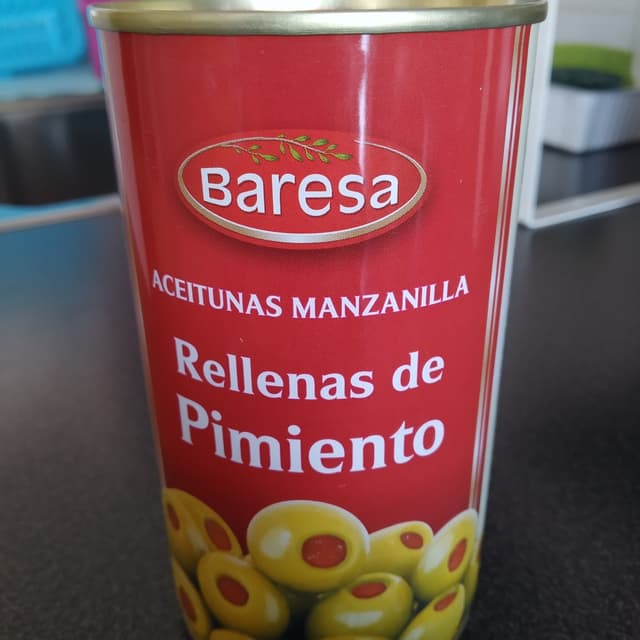 Baresa
ACEITUNAS MANZANILLA
Rellenas de
Pimiento